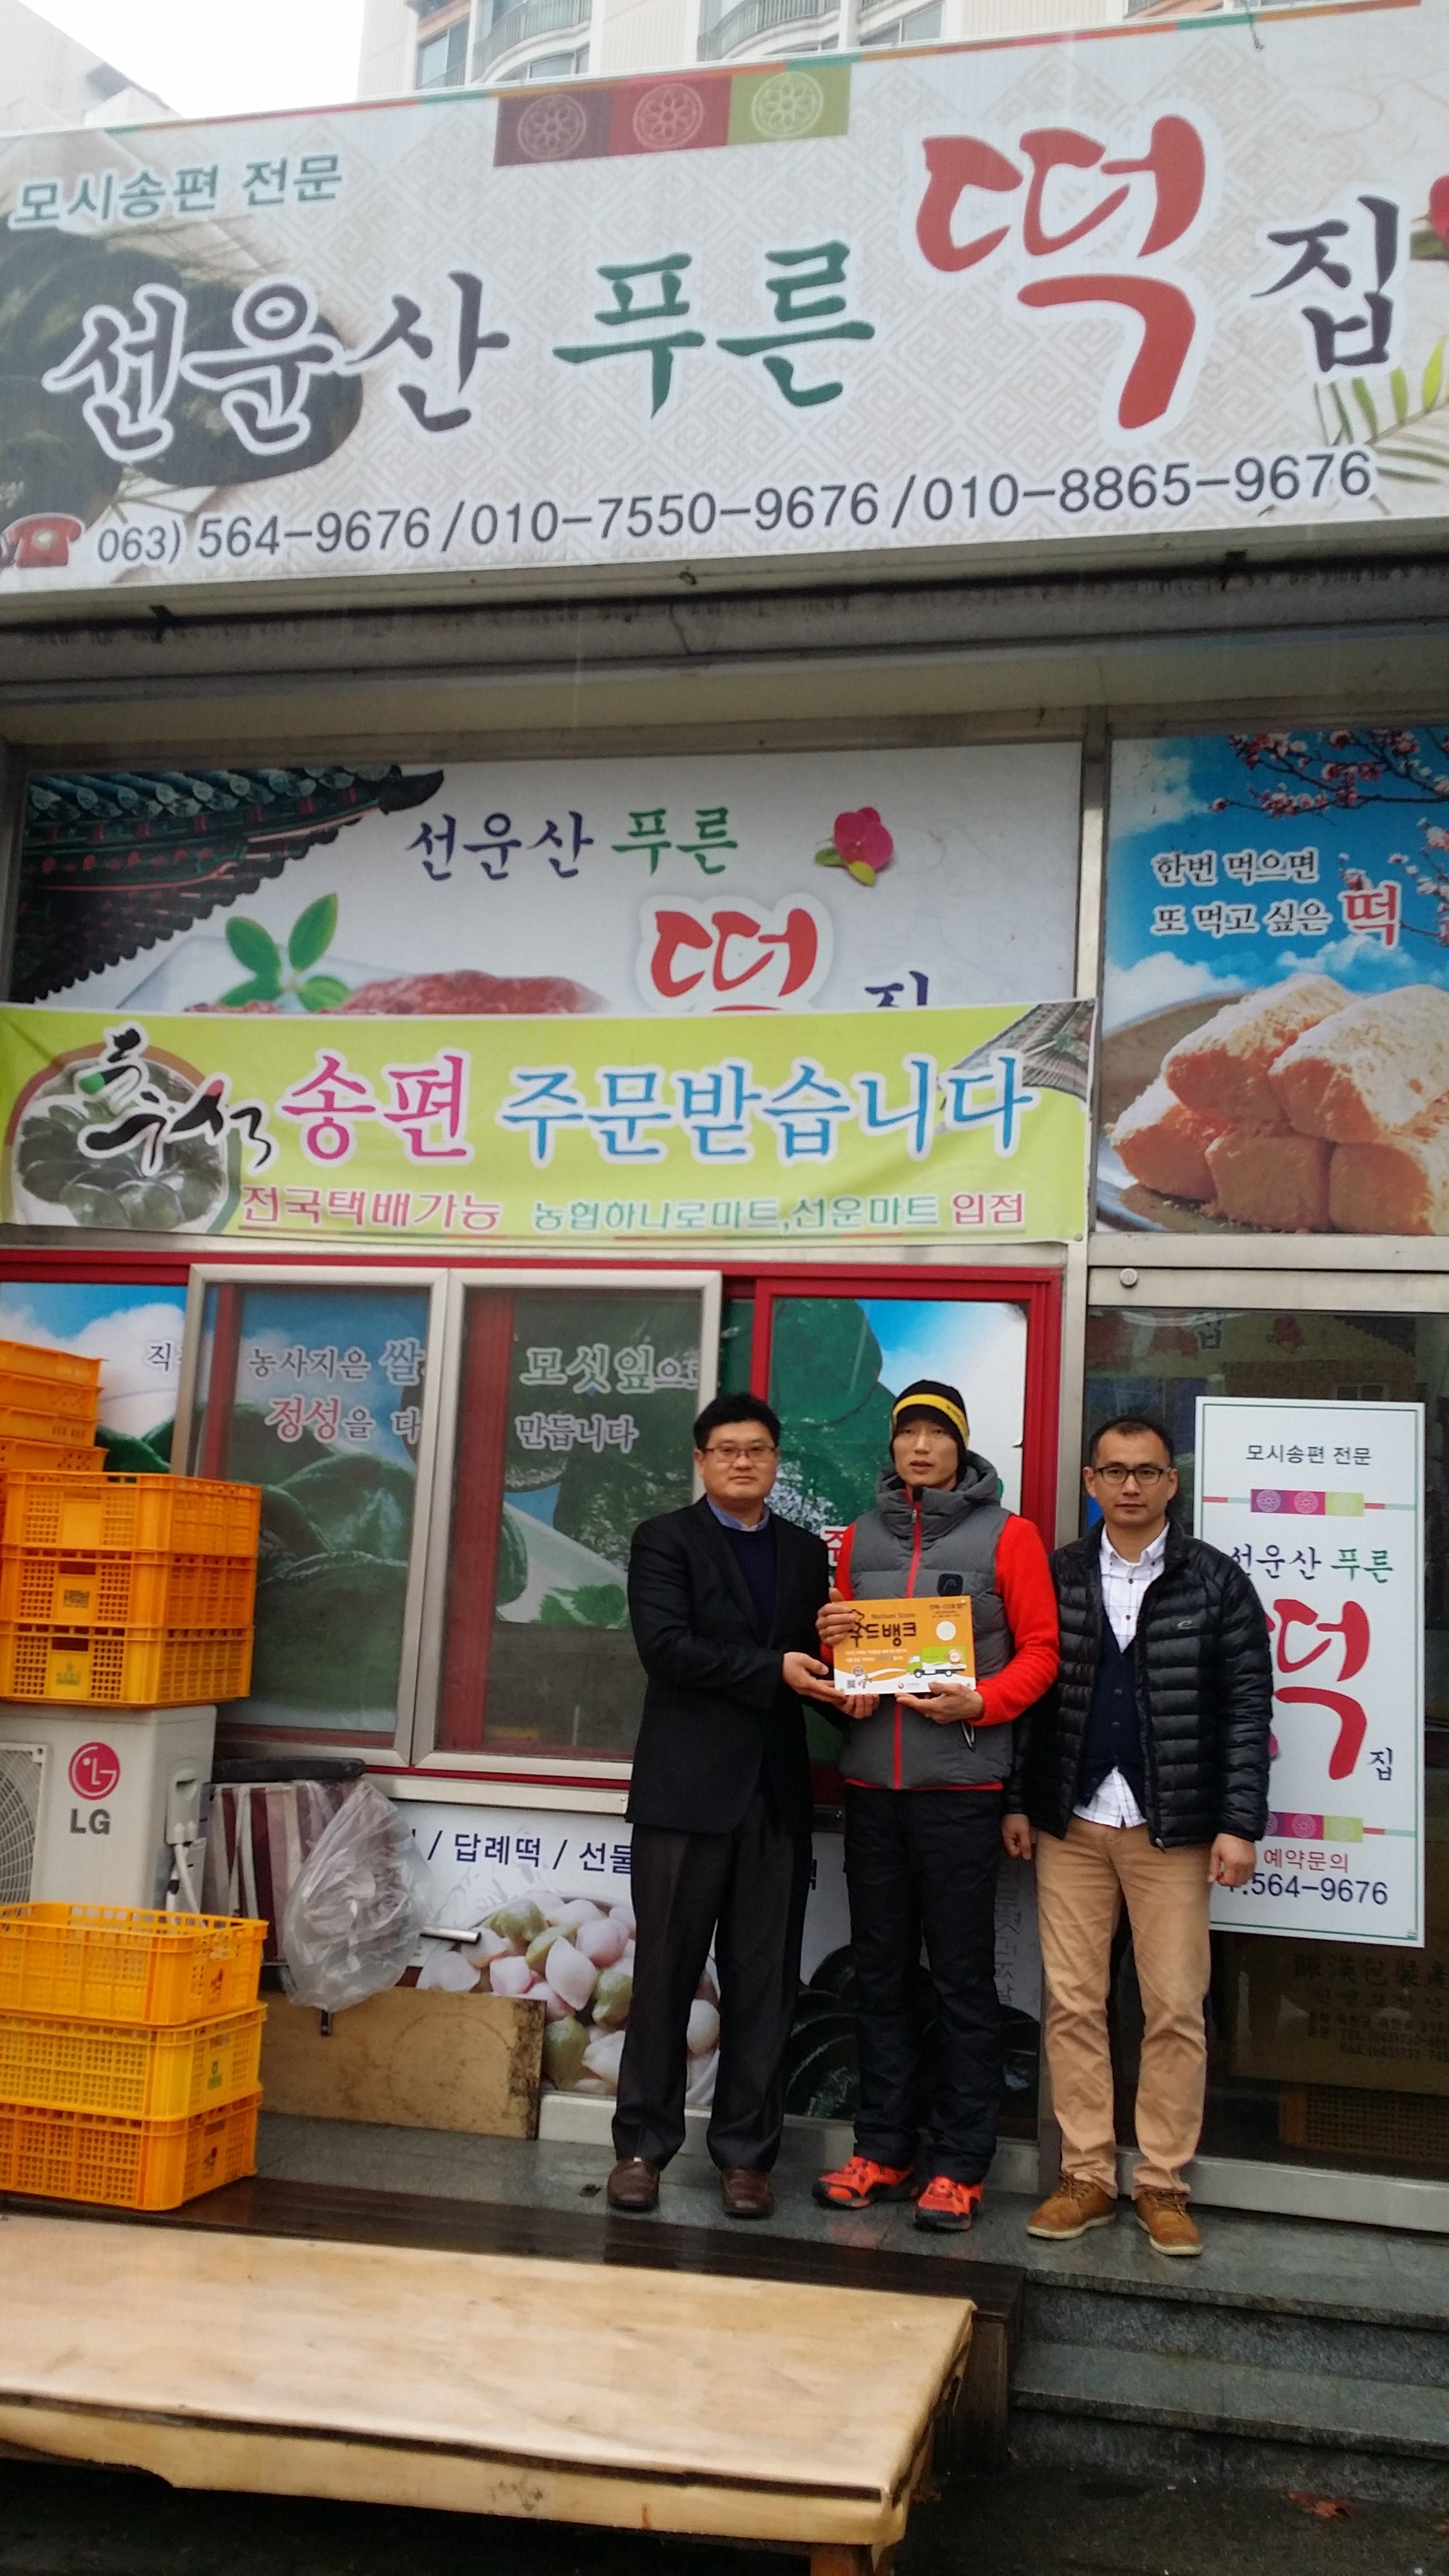 모시송편 전문
선운산 푸른 떡 집
063) 564-9676 / 010-7550-9676 / 010-8865-9676
선운산 푸른
떡 집
한번 먹으면
또 먹고 싶은 떡
추석 송편 주문받습니다
전국택배가능 농협하나로마트,선운마트 입점
농사지은 쌀
정성을 다
모싯잎으로
만듭니다
푸드뱅크
모시송편 전문
선운산 푸른
떡
집
예약문의
564-9676
LG
/ 답례떡 / 선물